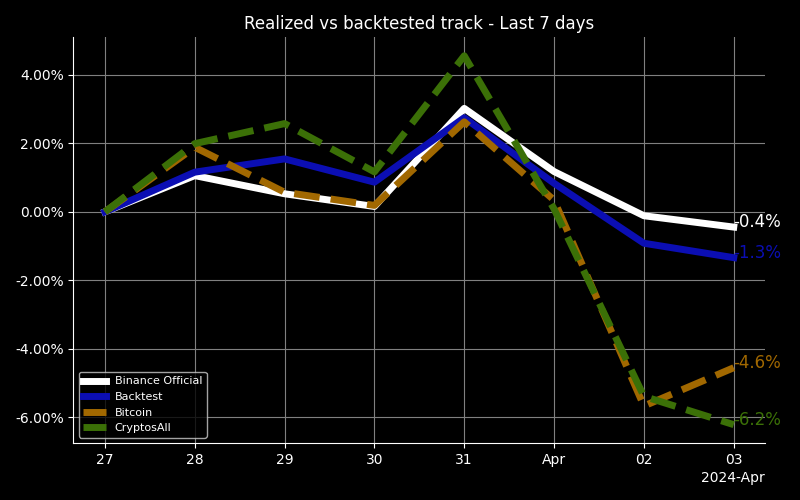 Realized vs backtested track - Last 7 days
4.00%
2.00%
0.00%
-2.00%
-4.00%
-6.00%
-0.4%
-1.3%
-4.6%
-6.2%
Binance Official
Backtest
Bitcoin
CryptosAll
27 28 29 30 31 Apr 02 03
2024-Apr